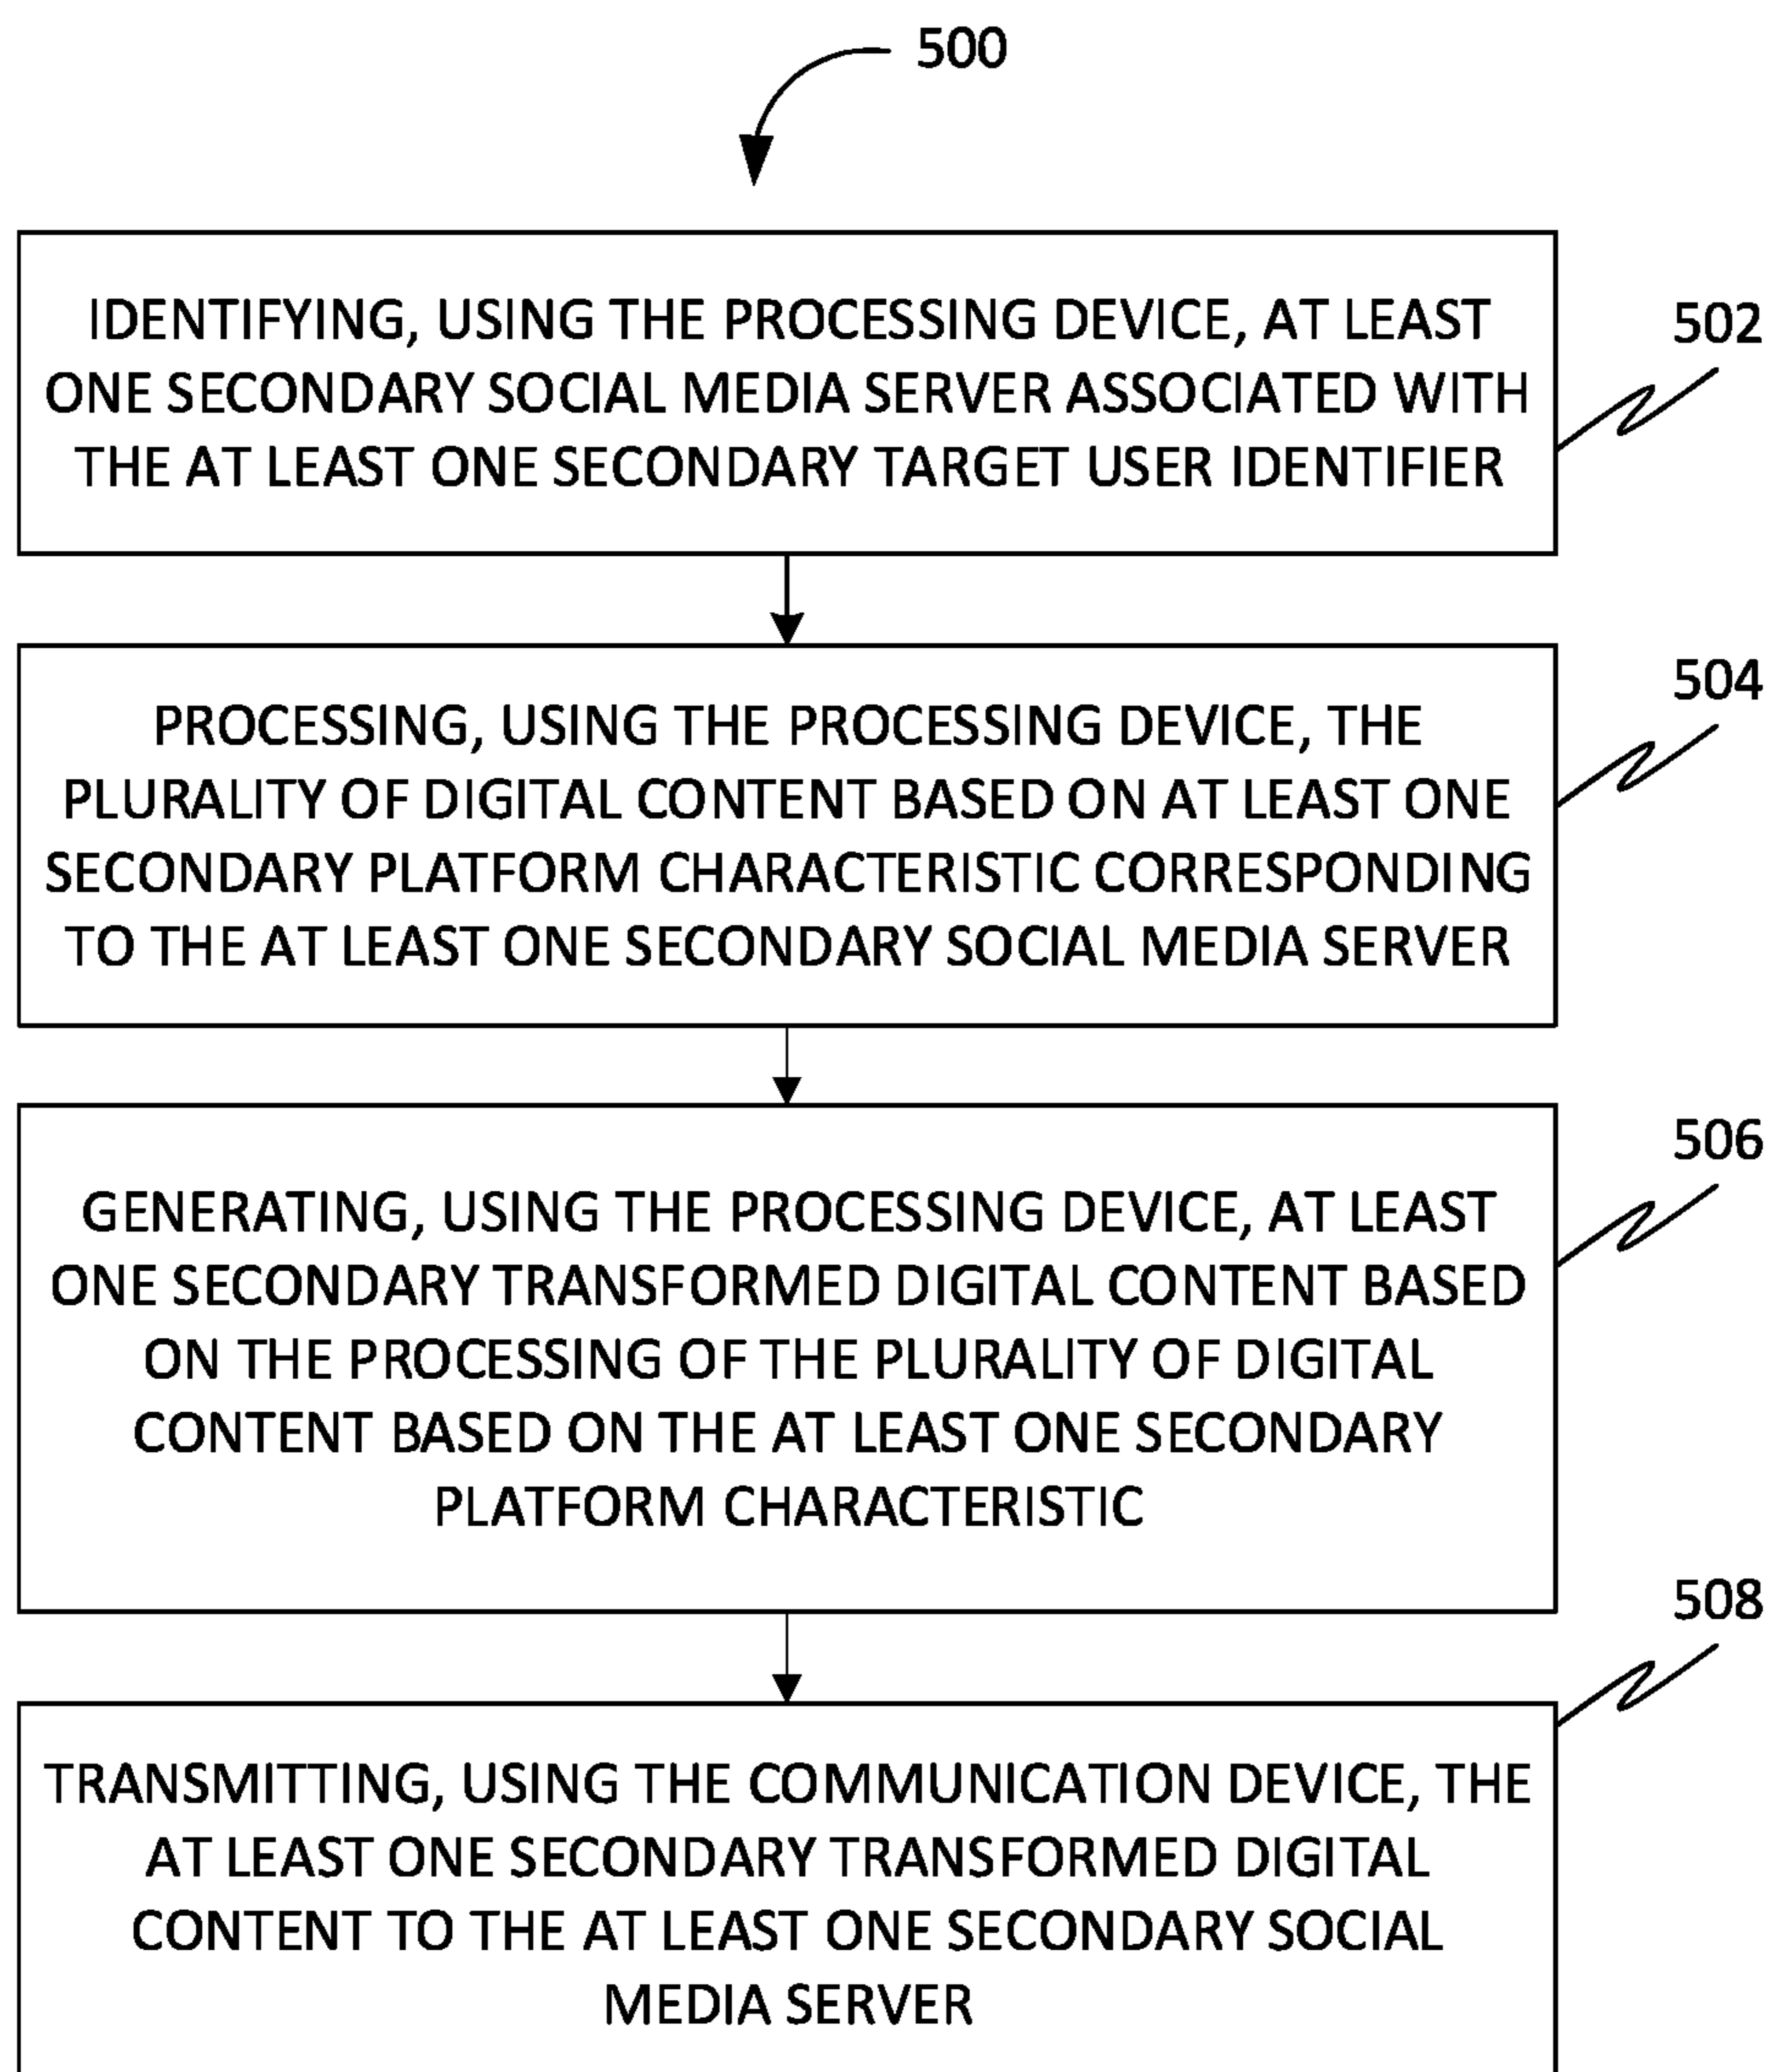 500
IDENTIFYING, USING THE PROCESSING DEVICE, AT LEAST
ONE SECONDARY SOCIAL MEDIA SERVER ASSOCIATED WITH
THE AT LEAST ONE SECONDARY TARGET USER IDENTIFIER
502
PROCESSING, USING THE PROCESSING DEVICE, THE
PLURALITY OF DIGITAL CONTENT BASED ON AT LEAST ONE
SECONDARY PLATFORM CHARACTERISTIC CORRESPONDING
TO THE AT LEAST ONE SECONDARY SOCIAL MEDIA SERVER
504
GENERATING, USING THE PROCESSING DEVICE, AT LEAST
ONE SECONDARY TRANSFORMED DIGITAL CONTENT BASED
ON THE PROCESSING OF THE PLURALITY OF DIGITAL
CONTENT BASED ON THE AT LEAST ONE SECONDARY
PLATFORM CHARACTERISTIC
506
TRANSMITTING, USING THE COMMUNICATION DEVICE, THE
AT LEAST ONE SECONDARY TRANSFORMED DIGITAL
CONTENT TO THE AT LEAST ONE SECONDARY SOCIAL
MEDIA SERVER
508